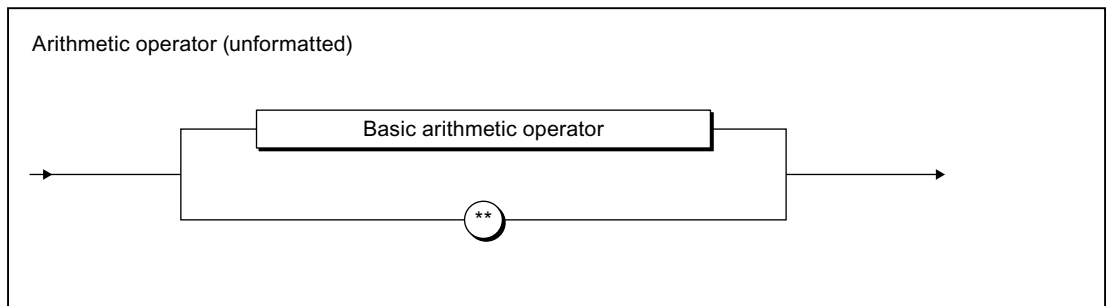 Arithmetic operator (unformatted)
Basic arithmetic operator
**